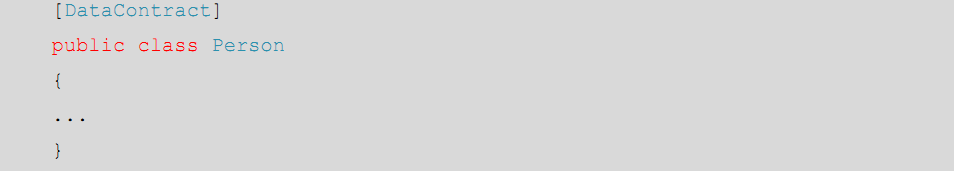 [DataContract]
public class Person
{
...
}